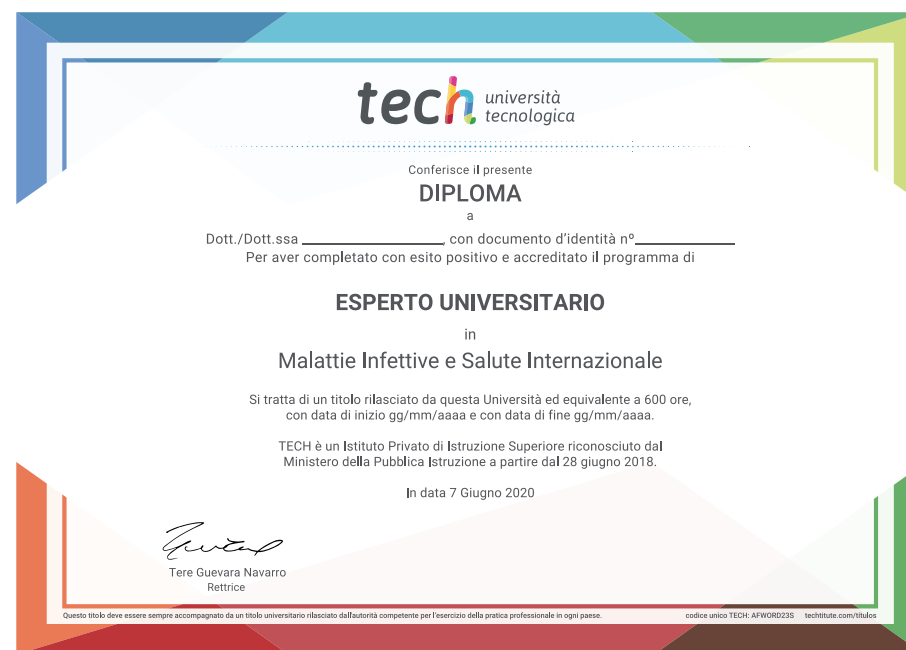 tech università
tecnologica
Conferisce il presente
DIPLOMA
a
Dott./Dott.ssa ____________________, con documento d'identità nº______________
Per aver completato con esito positivo e accreditato il programma di
ESPERTO UNIVERSITARIO
in
Malattie Infettive e Salute Internazionale
Si tratta di un titolo rilasciato da questa Università ed equivalente a 600 ore,
con data di inizio gg/mm/aaaa e con data di fine gg/mm/aaaa.
TECH è un Istituto Privato di Istruzione Superiore riconosciuto dal
Ministero della Pubblica Istruzione a partire dal 28 giugno 2018.
In data 7 Giugno 2020
Tere Guevara Navarro
Rettrice
Questo titolo deve essere sempre accompagnato da un titolo universitario rilasciato dall'autorità competente per l'esercizio della pratica professionale in ogni paese. codice unico TECH: AFWORD23S techtitute.com/titulos